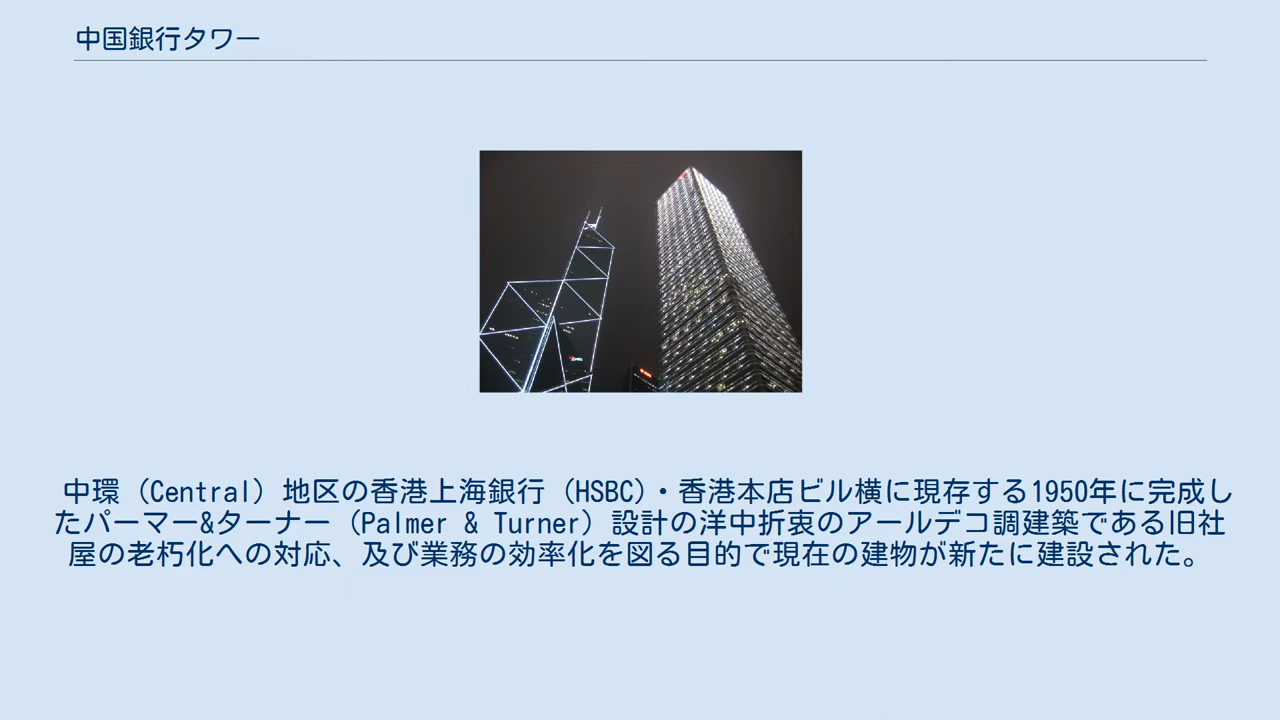 中国銀行タワー
中環（Central）地区の香港上海銀行（HSBC）・香港本店ビル横に現存する1950年に完成し
たパーマー&ターナー（Palmer & Turner）設計の洋中折衷のアールデコ調建築である旧社
屋の老朽化への対応、及び業務の効率化を図る目的で現在の建物が新たに建設された。